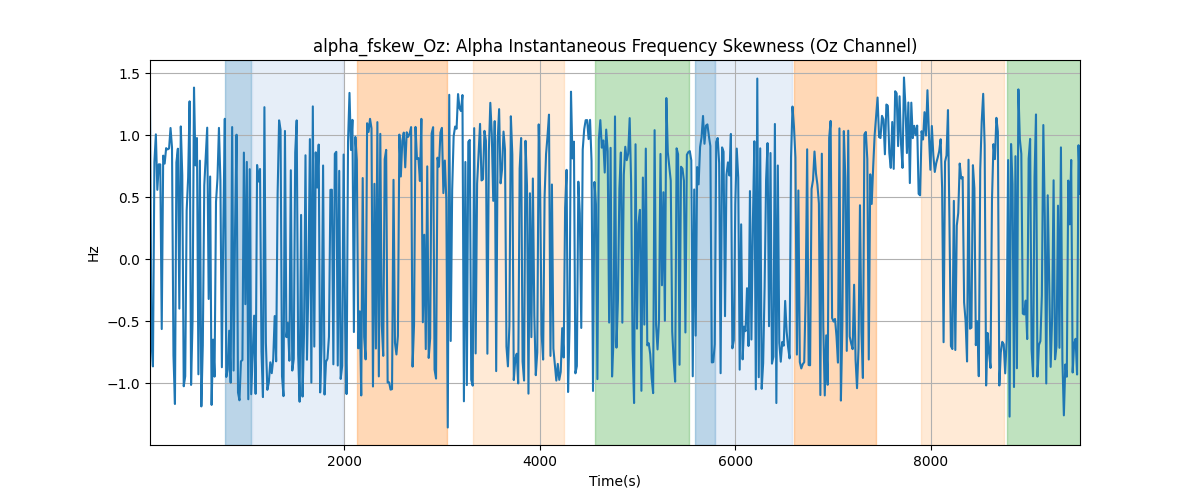 alpha_fskew_Oz: Alpha Instantaneous Frequency Skewness (Oz Channel)
1.5
1.0
0.5
0.0
−0.5
−1.0
Hz
2000 4000 6000 8000
Time(s)